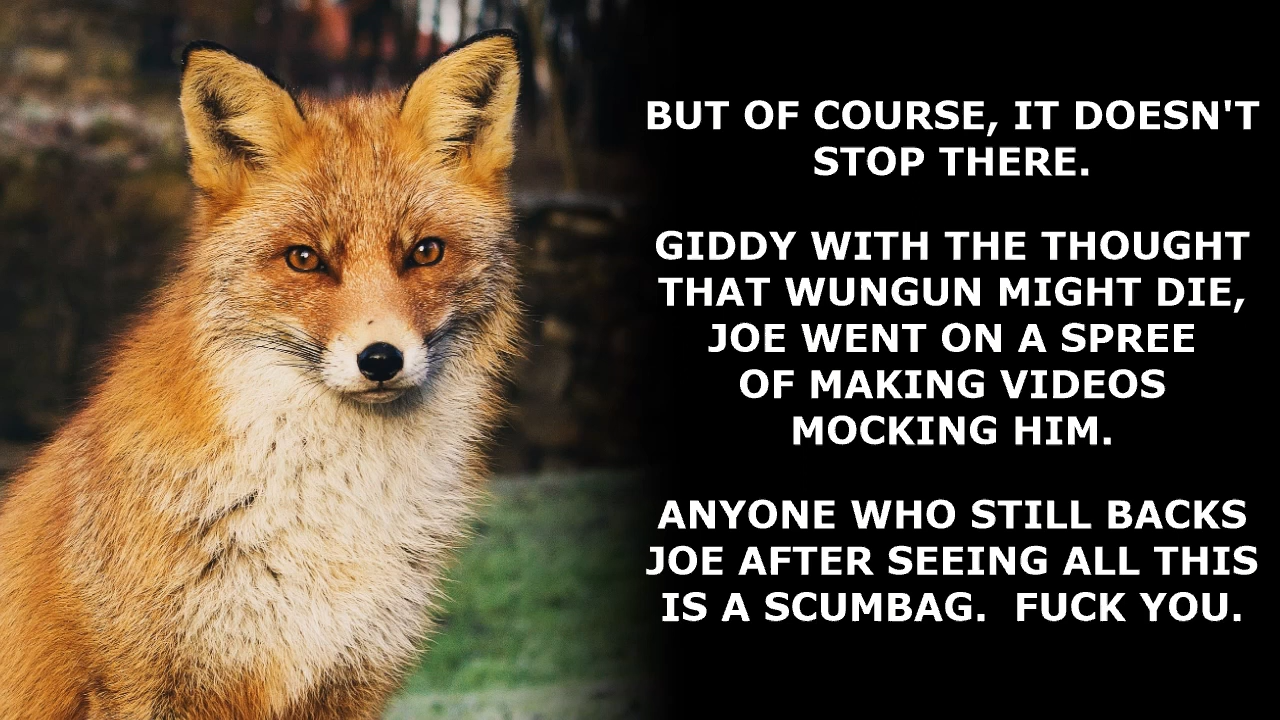 BUT OF COURSE, IT DOESN'T
STOP THERE.
GIDDY WITH THE THOUGHT
THAT WUNGUN MIGHT DIE,
JOE WENT ON A SPREE
OF MAKING VIDEOS
MOCKING HIM.
ANYONE WHO STILL BACKS
JOE AFTER SEEING ALL THIS
IS A SCUMBAG.  FUCK YOU.